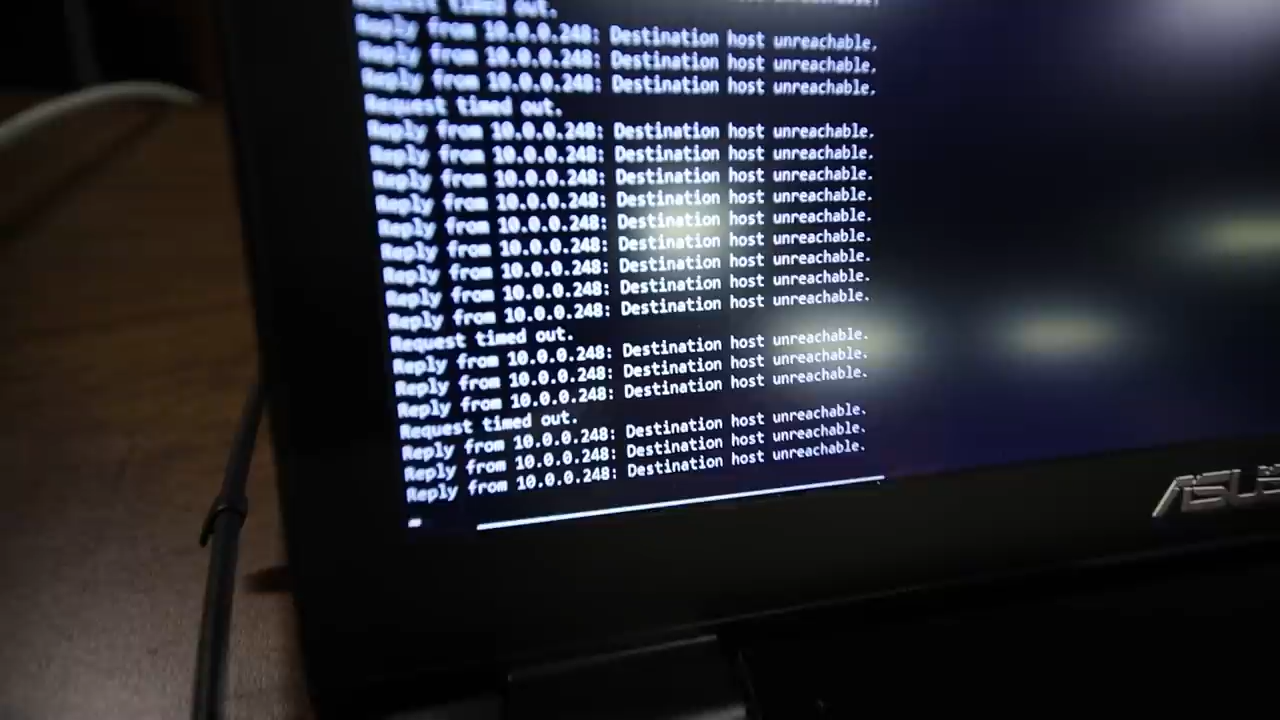 Request timed out.
Reply from 10.0.0.248: Destination host unreachable.
Reply from 10.0.0.248: Destination host unreachable.
Reply from 10.0.0.248: Destination host unreachable.
Request timed out.
Reply from 10.0.0.248: Destination host unreachable.
Reply from 10.0.0.248: Destination host unreachable.
Reply from 10.0.0.248: Destination host unreachable.
Reply from 10.0.0.248: Destination host unreachable.
Reply from 10.0.0.248: Destination host unreachable.
Reply from 10.0.0.248: Destination host unreachable.
Reply from 10.0.0.248: Destination host unreachable.
Reply from 10.0.0.248: Destination host unreachable.
Reply from 10.0.0.248: Destination host unreachable.
Request timed out.
Reply from 10.0.0.248: Destination host unreachable.
Reply from 10.0.0.248: Destination host unreachable.
Reply from 10.0.0.248: Destination host unreachable.
Request timed out.
Reply from 10.0.0.248: Destination host unreachable.
Reply from 10.0.0.248: Destination host unreachable.
Reply from 10.0.0.248: Destination host unreachable.
ASUS